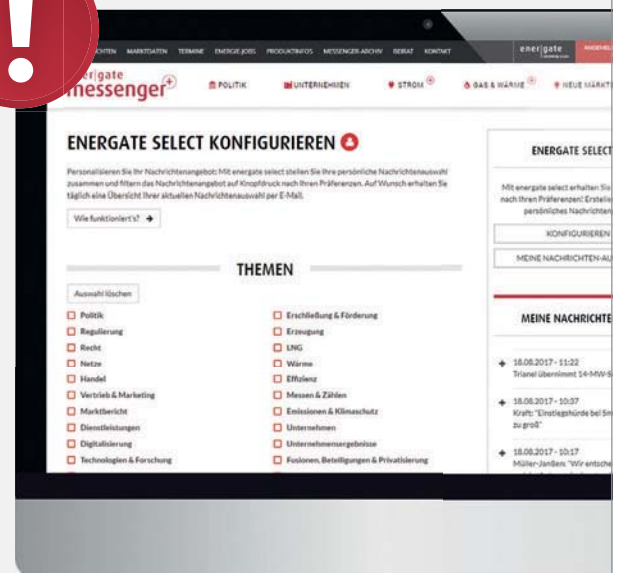 !
CHTEN MARKTDATEN TERMINE ENERGIE.JOBS PRODUKTINFOS MESSENGER-ARCHIV BEIRAT KONTAKT
ener|gate
er|gate
messenger+
POLITIK UNTERNEHMEN STROM GAS & WÄRME NEUE MÄRKT
ENERGATE SELECT KONFIGURIEREN
Personalisieren Sie Ihr Nachrichtenangebot: Mit energate select stellen Sie Ihre persönliche Nachrichtenauswahl
zusammen und filtern das Nachrichtenangebot auf Knopfdruck nach Ihren Präferenzen. Auf Wunsch erhalten Sie
täglich eine Übersicht Ihrer aktuellen Nachrichtenauswahl per E-Mail.
Wie funktioniert's?
THEMEN
Auswahl löschen
Politik
Regulierung
Recht
Netze
Handel
Vertrieb & Marketing
Marktbericht
Dienstleistungen
Digitalisierung
Technologien & Forschung
Erschließung & Förderung
Erzeugung
LNG
Wärme
Effizienz
Messen & Zählen
Emissionen & Klimaschutz
Unternehmen
Unternehmensergebnisse
Fusionen, Beteiligungen & Privatisierung
ENERGATE SELECT
Mit energate select erhalten Sie
nach Ihren Präferenzen! Erstelle
persönliches Nachrichten
KONFIGURIEREN
MEINE NACHRICHTEN-AU
MEINE NACHRICHTE
18.08.2017 - 11:22
Trianel übernimmt 14-MW-S
18.08.2017 - 10:37
Kraft: "Einstiegshürde bei Sm
zu groß"
18.08.2017 - 10:17
Müller-Janßen: "Wir entsche